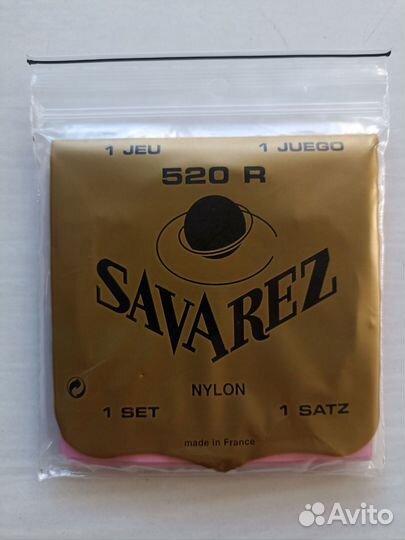 1 JEU 1 JUEGO
520 R
SAVAREZ
NYLON
1 SET 1 SATZ
made in France
Avito